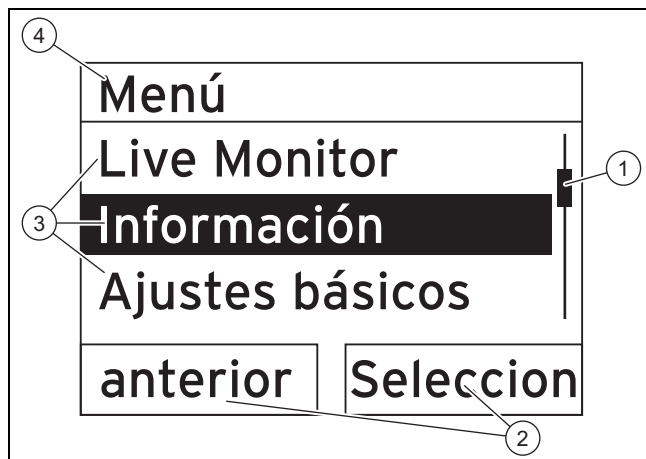 4
Menú
Live Monitor
1
3
Información
Ajustes básicos
anterior
Seleccion
2